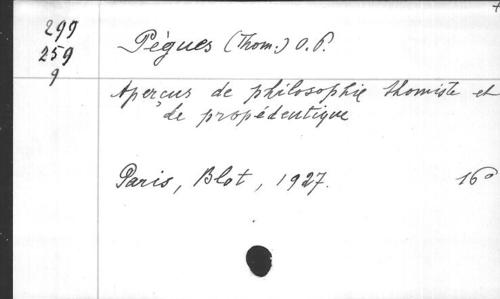 299
259
9
Pègues (Thom.) O. P.
Aperçus de philosophie thomiste et
de propédeutique
Paris, Blot, 1927. 16°